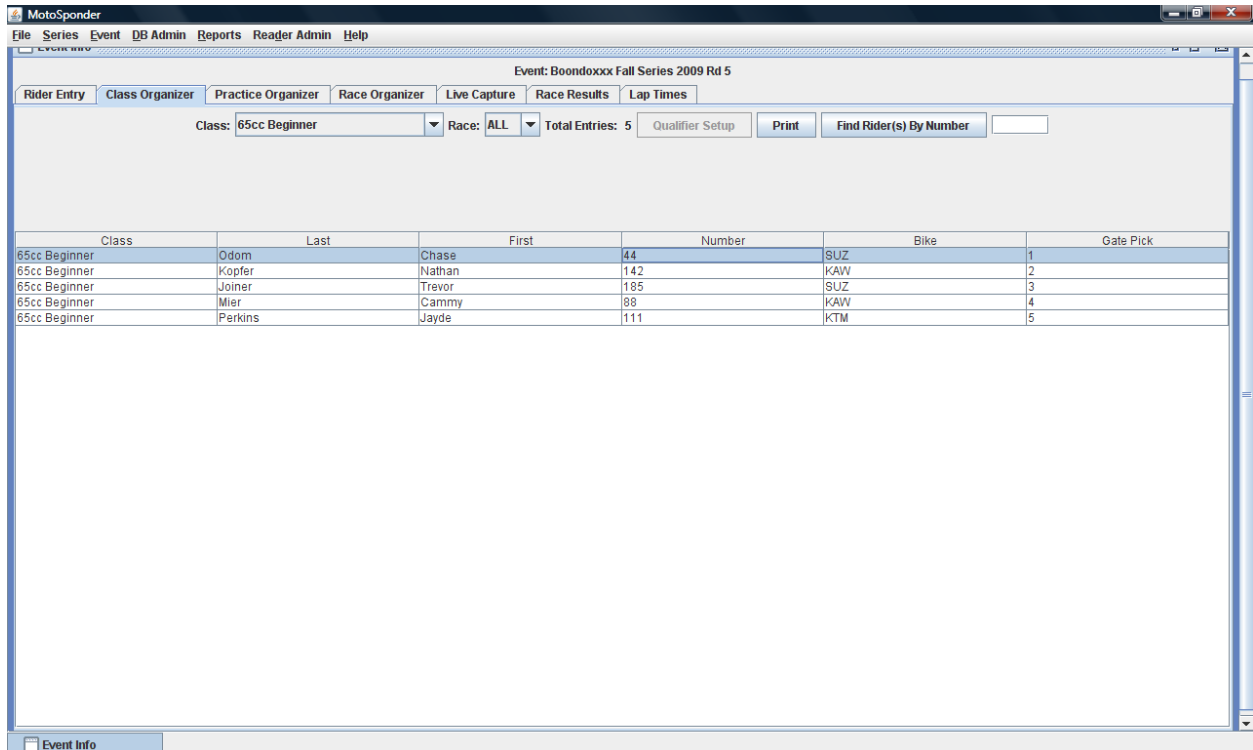 MotoSponder
File Series Event DB Admin Reports Reader Admin Help
Event Info
Event: Boondoxxx Fall Series 2009 Rd 5
Rider Entry Class Organizer Practice Organizer Race Organizer Live Capture Race Results Lap Times
Class: 65cc Beginner Race: ALL Total Entries: 5 Qualifier Setup Print Find Rider(s) By Number
Class Last First Number Bike Gate Pick
65cc Beginner Odom Chase 44 SUZ 1
65cc Beginner Kopfer Nathan 142 KAW 2
65cc Beginner Joiner Trevor 185 SUZ 3
65cc Beginner Mier Cammy 88 KAW 4
65cc Beginner Perkins Jayde 111 KTM 5
Event Info